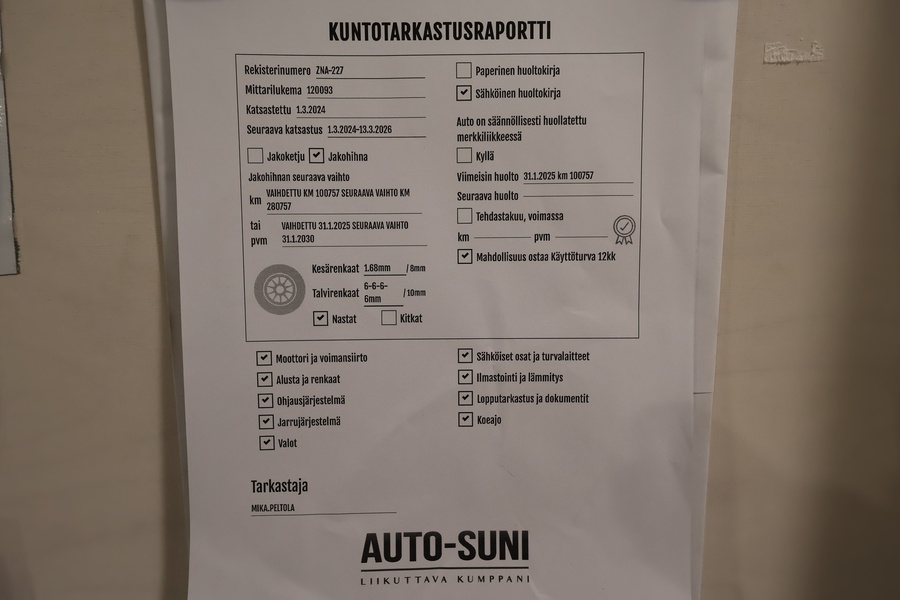 KUNTOTARKASTUSRAPORTTI
Rekisterinumero ZNA-227
Mittarilukema 120093
Katsastettu 1.3.2024
Seuraava katsastus 1.3.2024-13.3.2026
Jakoketju Jakohihna
Jakohihnan seuraava vaihto
km VAIHDETTU KM 100757 SEURAAVA VAIHTO KM
280757
tai pvm VAIHDETTU 31.1.2025 SEURAAVA VAIHTO
31.1.2030
Kesärenkaat 1.68mm / 8mm
Talvirenkaat 6-6-6-
6mm / 10mm
Nastat Kitkat
Paperinen huoltokirja
Sähköinen huoltokirja
Auto on säännöllisesti huollatettu
merkkiliikkeessä
Kyllä
Viimeisin huolto 31.1.2025 km 100757
Seuraava huolto
Tehdastakuu, voimassa
km pvm
Mahdollisuus ostaa Käyttöturva 12kk
Moottori ja voimansiirto
Alusta ja renkaat
Ohjausjärjestelmä
Jarrujärjestelmä
Valot
Sähköiset osat ja turvalaitteet
Ilmastointi ja lämmitys
Lopputarkastus ja dokumentit
Koeajo
Tarkastaja
MIKA.PELTOLA
AUTO-SUNI
LIIKUTTAVA KUMPPANI